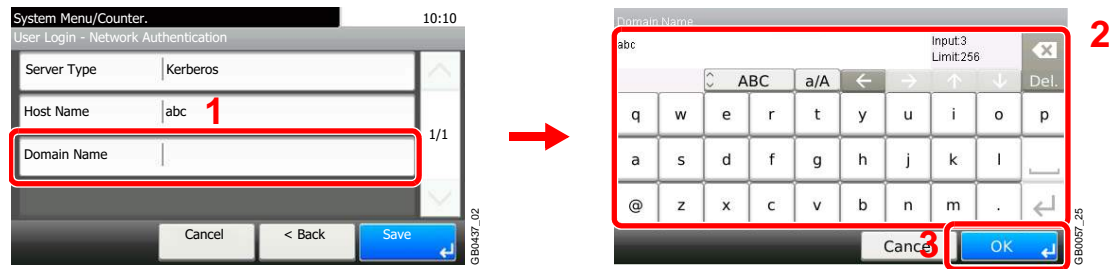 System Menu/Counter. 10:10
User Login - Network Authentication
Server Type Kerberos
Host Name abc 1
Domain Name
1/1
Cancel < Back Save
GB0437_02
Domain Name
abc Input:3
Limit:256
2
ABC a/A ← → ↑ ↓ Del.
q w e r t y u i o p
a s d f g h j k l
@ z x c v b n m .
Cancel 3 OK
GB0057_25